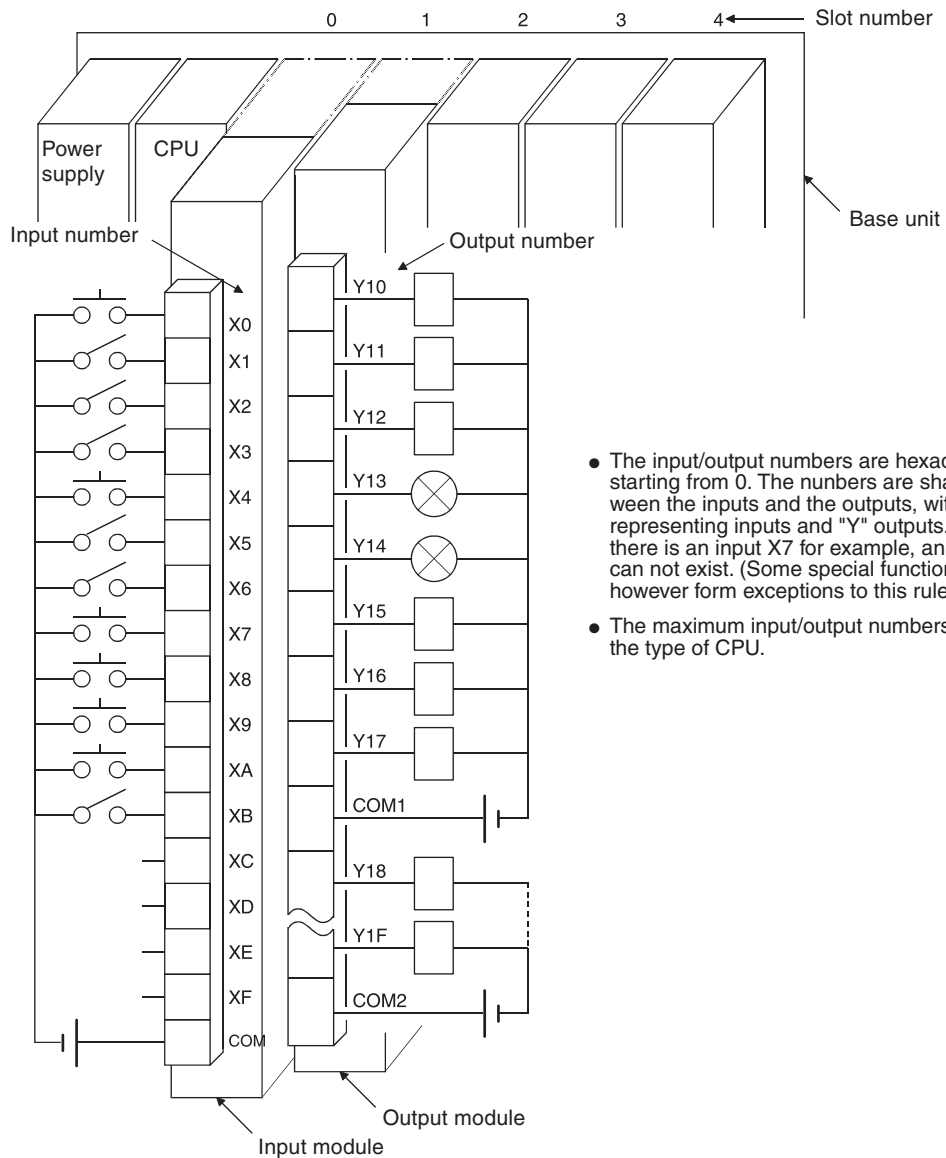 0 1 2 3 4 Slot number
Power
supply
CPU
Base unit
Input number
Output number
X0
X1
X2
X3
X4
X5
X6
X7
X8
X9
XA
XB
XC
XD
XE
XF
COM
Y10
Y11
Y12
Y13
Y14
Y15
Y16
Y17
COM1
Y18
Y1F
COM2
● The input/output numbers are hexad
starting from 0. The nunbers are sha
ween the inputs and the outputs, wit
representing inputs and "Y" outputs.
there is an input X7 for example, an
can not exist. (Some special function
however form exceptions to this rule
● The maximum input/output numbers
the type of CPU.
Output module
Input module